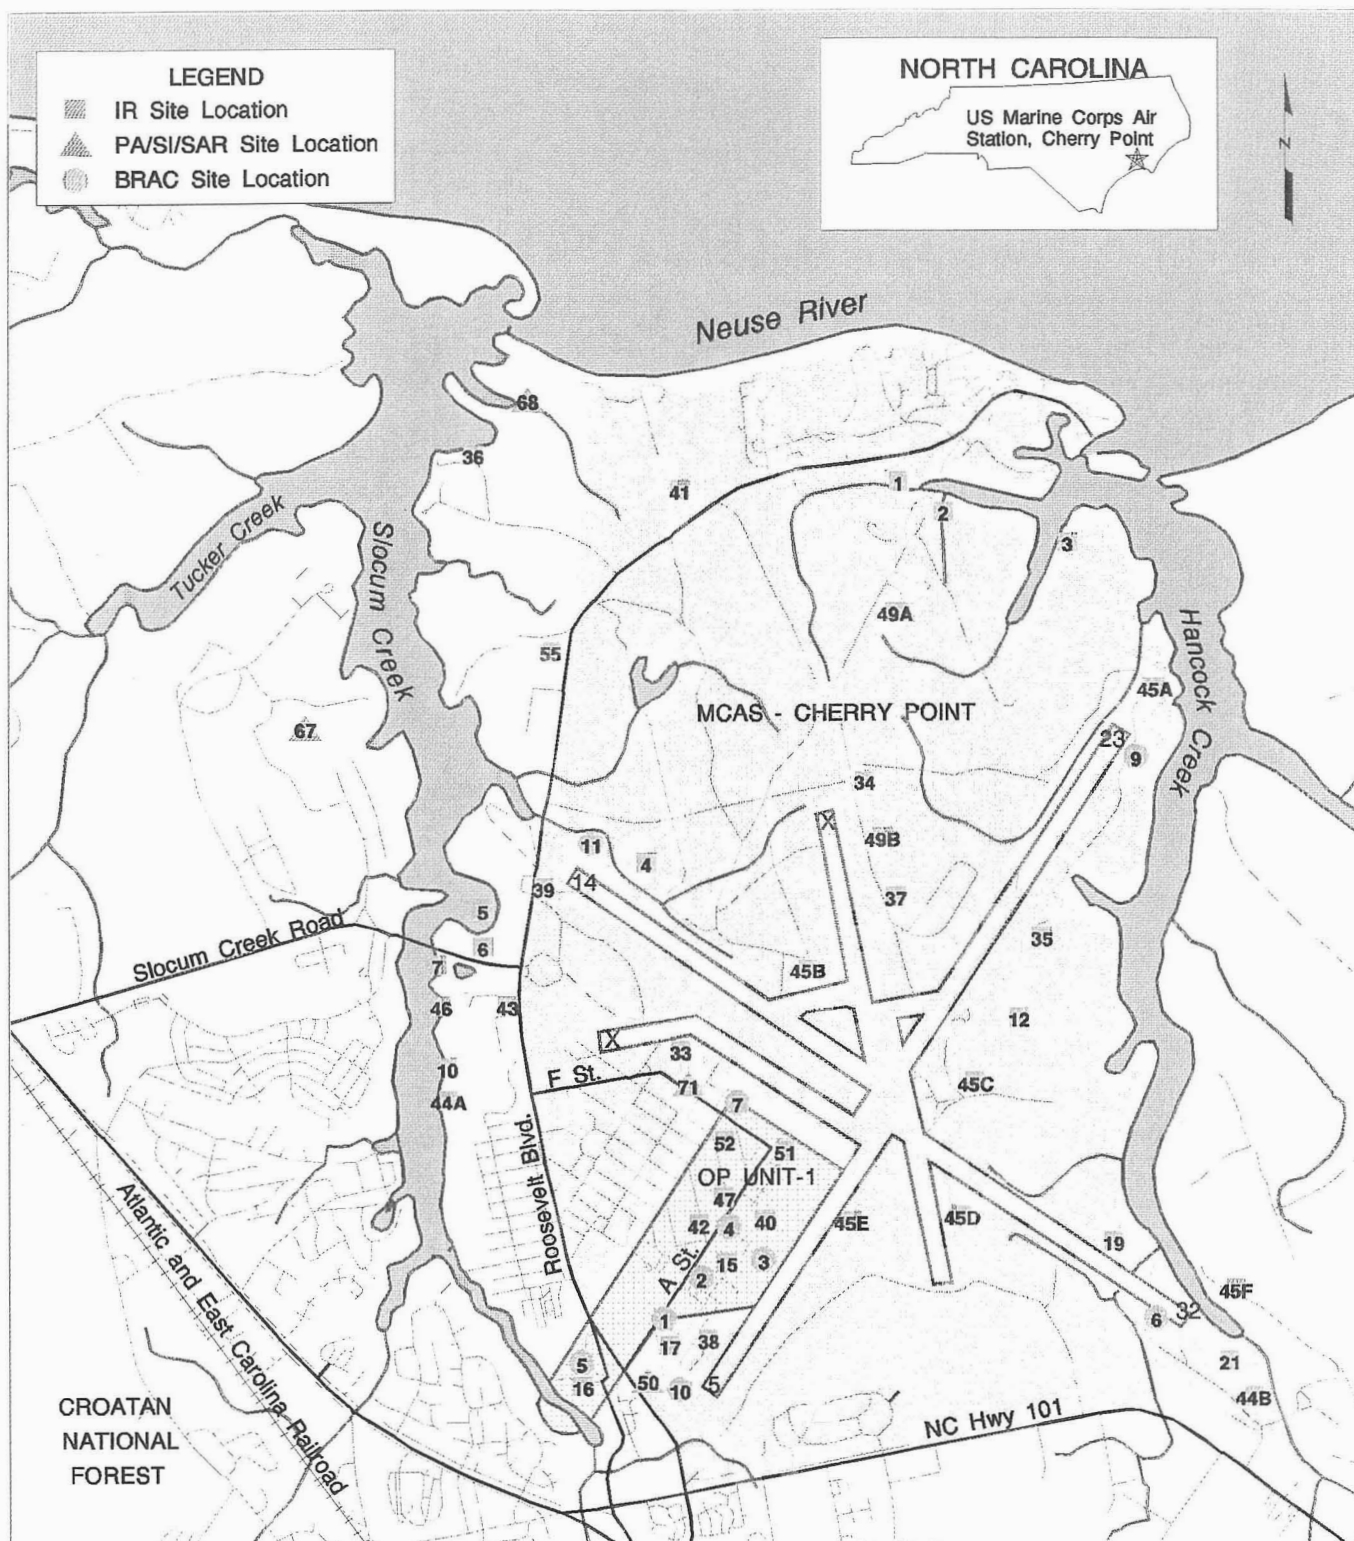 LEGEND
IR Site Location
PA/SI/SAR Site Location
BRAC Site Location
NORTH CAROLINA
US Marine Corps Air
Station, Cherry Point
N
Neuse River
68
36
41
1
2
3
Tucker Creek
Slocum Creek
49A
Hancock Creek
55
45A
MCAS - CHERRY POINT
67
23
9
34
X
49B
11
4
39
14
37
5
35
Slocum Creek Road
6
7
45B
46
43
12
X
33
10
F St.
71
45C
44A
7
Roosevelt Blvd.
52
51
OP UNIT-1
47
42
4
40
45E
45D
19
A St.
15
3
2
45F
32
6
1
17
38
21
5
16
50
10
5
44B
Atlantic and East Carolina Railroad
NC Hwy 101
CROATAN
NATIONAL
FOREST